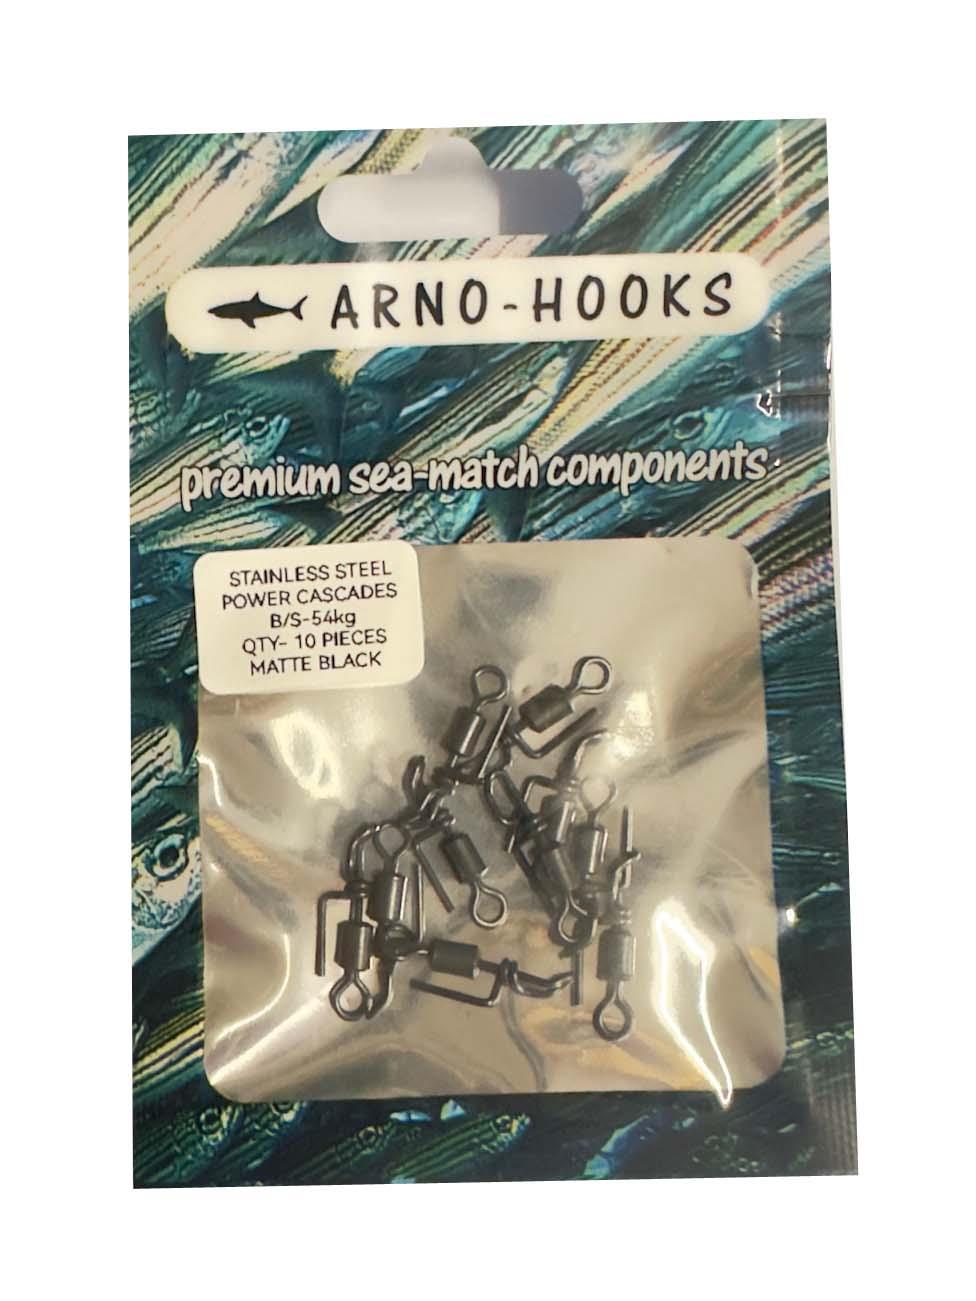 ARNO-HOOKS
premium sea-match components
STAINLESS STEEL
POWER CASCADES
B/S-54kg
QTY- 10 PIECES
MATTE BLACK